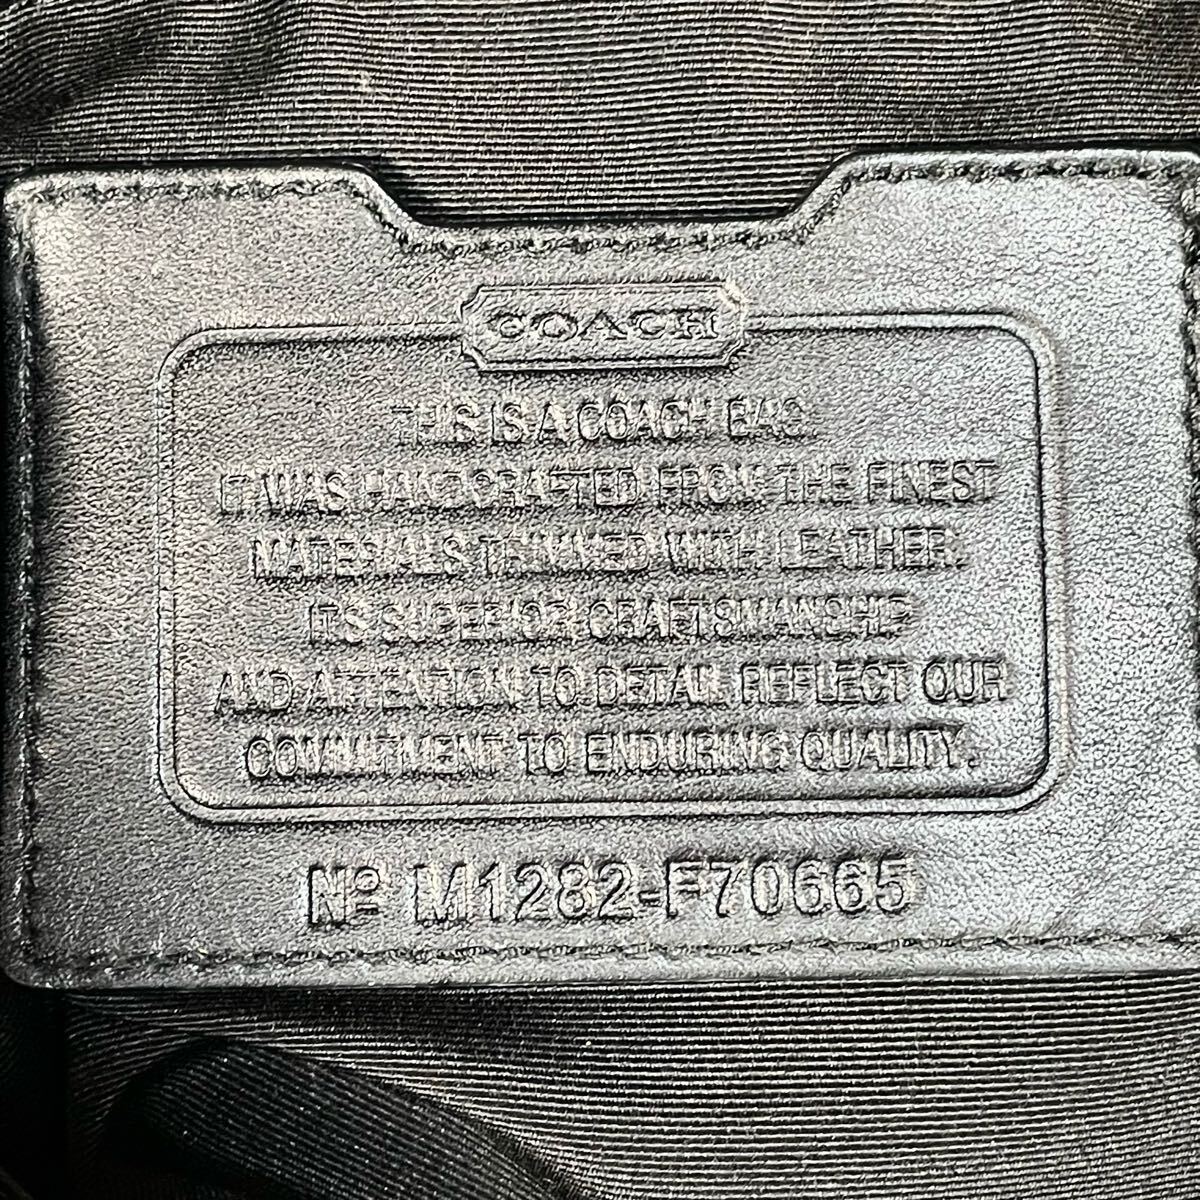 COACH
THIS IS A COACH BAG.
IT WAS HANDCRAFTED FROM THE FINEST
MATERIALS TRIMMED WITH LEATHER.
ITS SUPERIOR CRAFTSMANSHIP
AND ATTENTION TO DETAIL REFLECT OUR
COMMITMENT TO ENDURING QUALITY.
Nº M1282-F70665